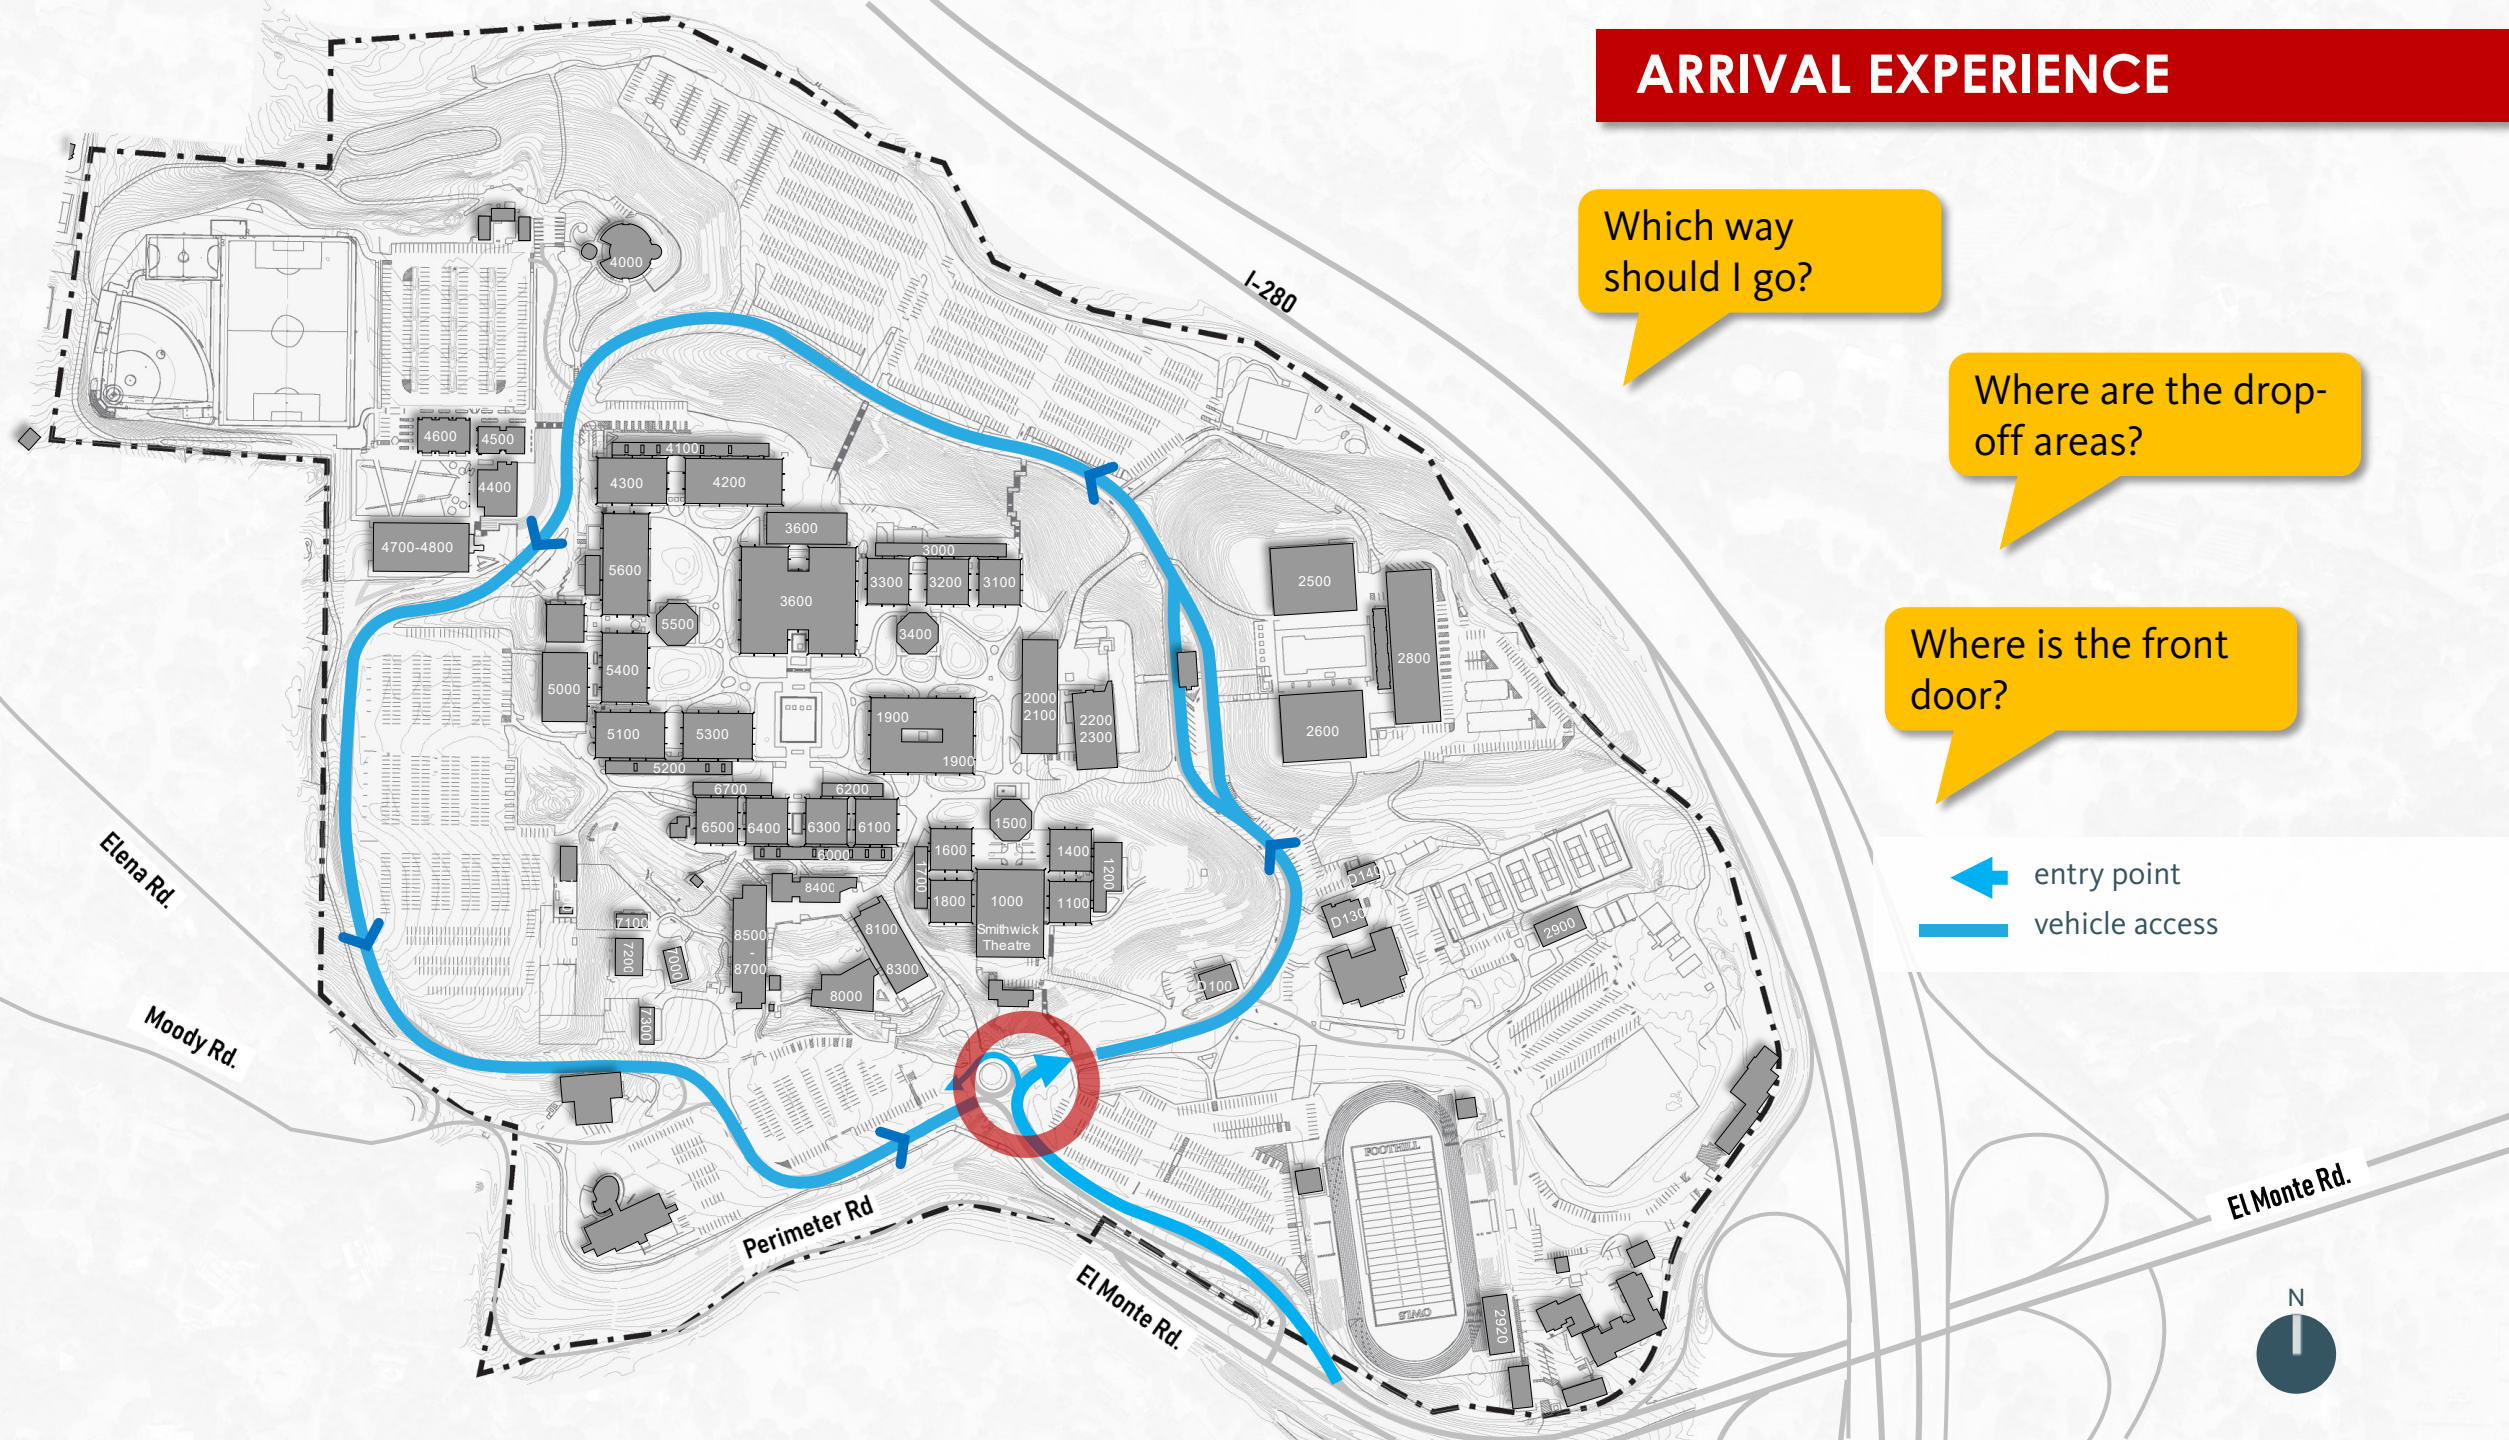 ARRIVAL EXPERIENCE
Which way
should I go?
I-280
Where are the drop-
off areas?
Where is the front
door?
entry point
vehicle access
4000
4600
4500
4100
4400
4300
4200
4700-4800
3600
3000
5600
3300
3200
3100
3600
2500
5500
3400
2800
5400
5000
2000
2100
2200
2300
1900
1900
5100
5300
2600
5200
6700
6200
6500
6400
6300
6100
1500
6000
1600
1400
1700
1200
8400
D140
1800
1000
1100
Smithwick
Theatre
D130
2900
7100
7200
7000
8500
-
8700
8100
8300
8000
D100
7300
Elena Rd.
Moody Rd.
Perimeter Rd
El Monte Rd.
El Monte Rd.
FOOTHILL
OWLS
2920
N